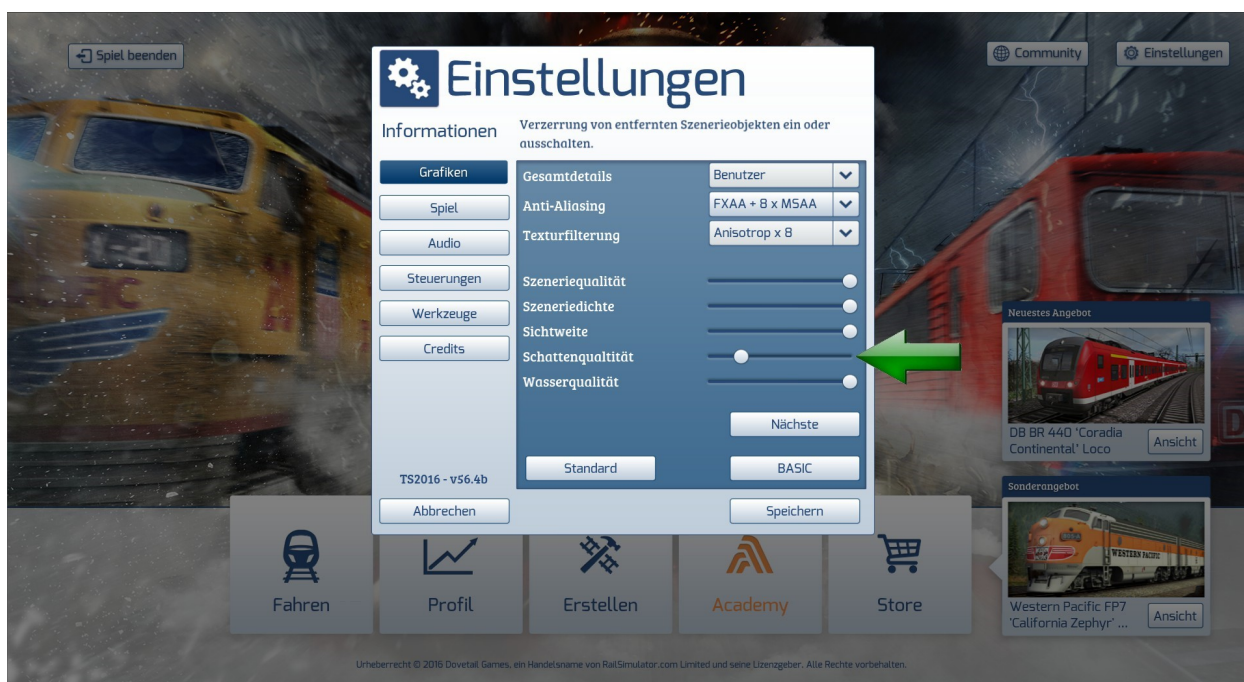 Spiel beenden
Community
Einstellungen
Einstellungen
Informationen
Verzerrung von entfernten Szenerieobjekten ein oder
ausschalten.
Grafiken
Spiel
Audio
Steuerungen
Werkzeuge
Credits
TS2016 - v56.4b
Abbrechen
Gesamtdetails Benutzer
Anti-Aliasing FXAA + 8 x MSAA
Texturfilterung Anisotrop x 8
Szeneriequalität
Szeneriedichte
Sichtweite
Schattenqualtität
Wasserqualität
Nächste
Standard BASIC
Speichern
Neuestes Angebot
DB BR 440 'Coradia
Continental' Loco
Ansicht
Sonderangebot
WESTERN PACIFIC
Western Pacific FP7
'California Zephyr' ...
Ansicht
Fahren
Profil
Erstellen
Academy
Store
Urheberrecht © 2016 Dovetail Games, ein Handelsname von RailSimulator.com Limited und seine Lizenzgeber. Alle Rechte vorbehalten.